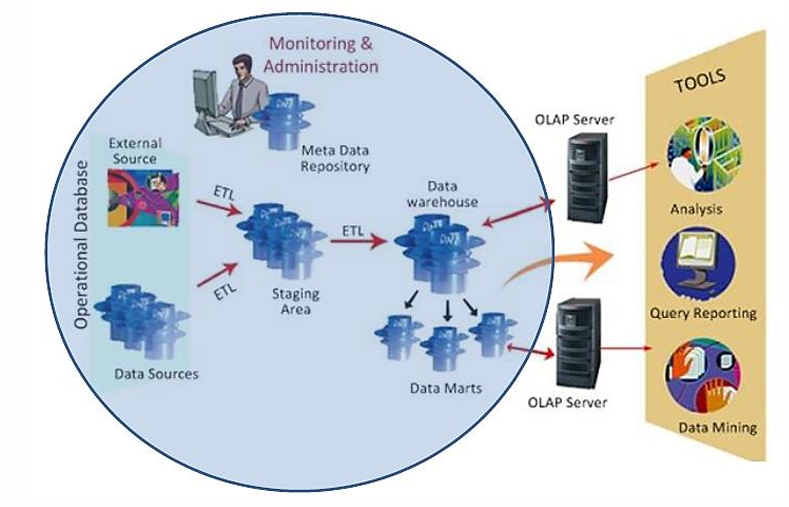 Monitoring &
Administration
Meta Data
Repository
External
Source
Operational Database
ETL
ETL
Data Sources
Staging
Area
ETL
Data
warehouse
Data Marts
OLAP Server
OLAP Server
TOOLS
Analysis
Query Reporting
Data Mining